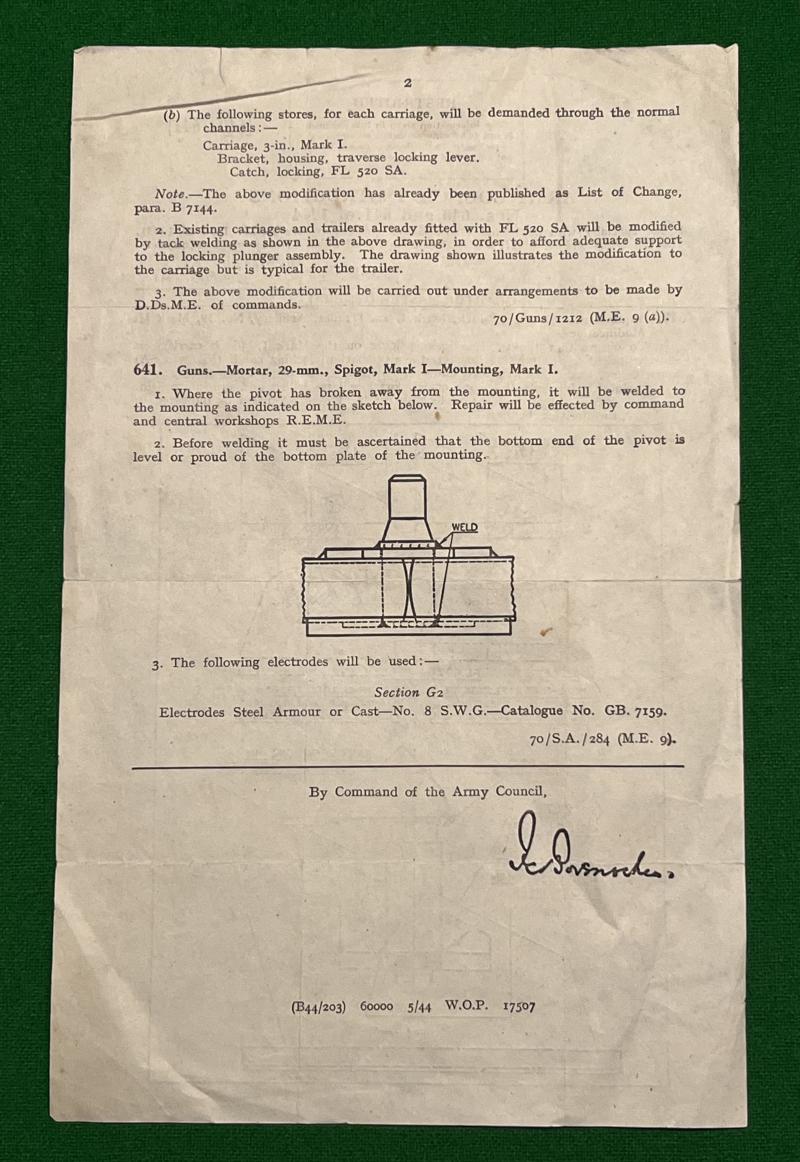 2
(b) The following stores, for each carriage, will be demanded through the normal
channels:—
Carriage, 3-in., Mark I.
Bracket, housing, traverse locking lever.
Catch, locking, FL 520 SA.
Note.—The above modification has already been published as List of Change,
para. B 7144.
2. Existing carriages and trailers already fitted with FL 520 SA will be modified
by tack welding as shown in the above drawing, in order to afford adequate support
to the locking plunger assembly. The drawing shown illustrates the modification to
the carriage but is typical for the trailer.
3. The above modification will be carried out under arrangements to be made by
D.Ds.M.E. of commands.
70/Guns/1212 (M.E. 9 (a)).
641. Guns.—Mortar, 29-mm., Spigot, Mark I—Mounting, Mark I.
1. Where the pivot has broken away from the mounting, it will be welded to
the mounting as indicated on the sketch below. Repair will be effected by command
and central workshops R.E.M.E.
2. Before welding it must be ascertained that the bottom end of the pivot is
level or proud of the bottom plate of the mounting.
WELD
3. The following electrodes will be used:—
Section G2
Electrodes Steel Armour or Cast—No. 8 S.W.G.—Catalogue No. GB. 7159.
70/S.A./284 (M.E. 9).
By Command of the Army Council,
(B44/203) 60000 5/44 W.O.P. 17507